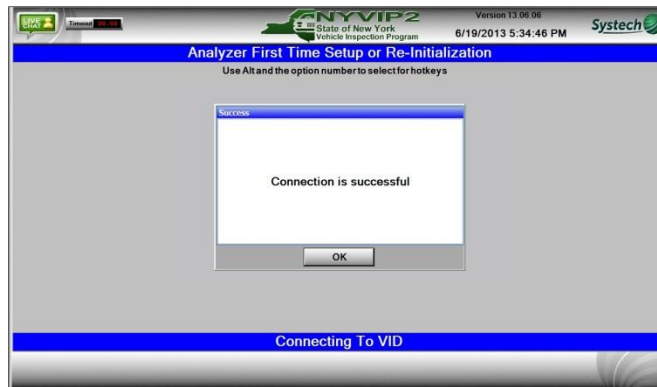 LIVE
CHAT
Timeout 00:00
NYVIP2
State of New York
Vehicle Inspection Program
Version 13.06.06
6/19/2013 5:34:46 PM
Systech
Analyzer First Time Setup or Re-Initialization
Use Alt and the option number to select for hotkeys
Success
Connection is successful
OK
Connecting To VID